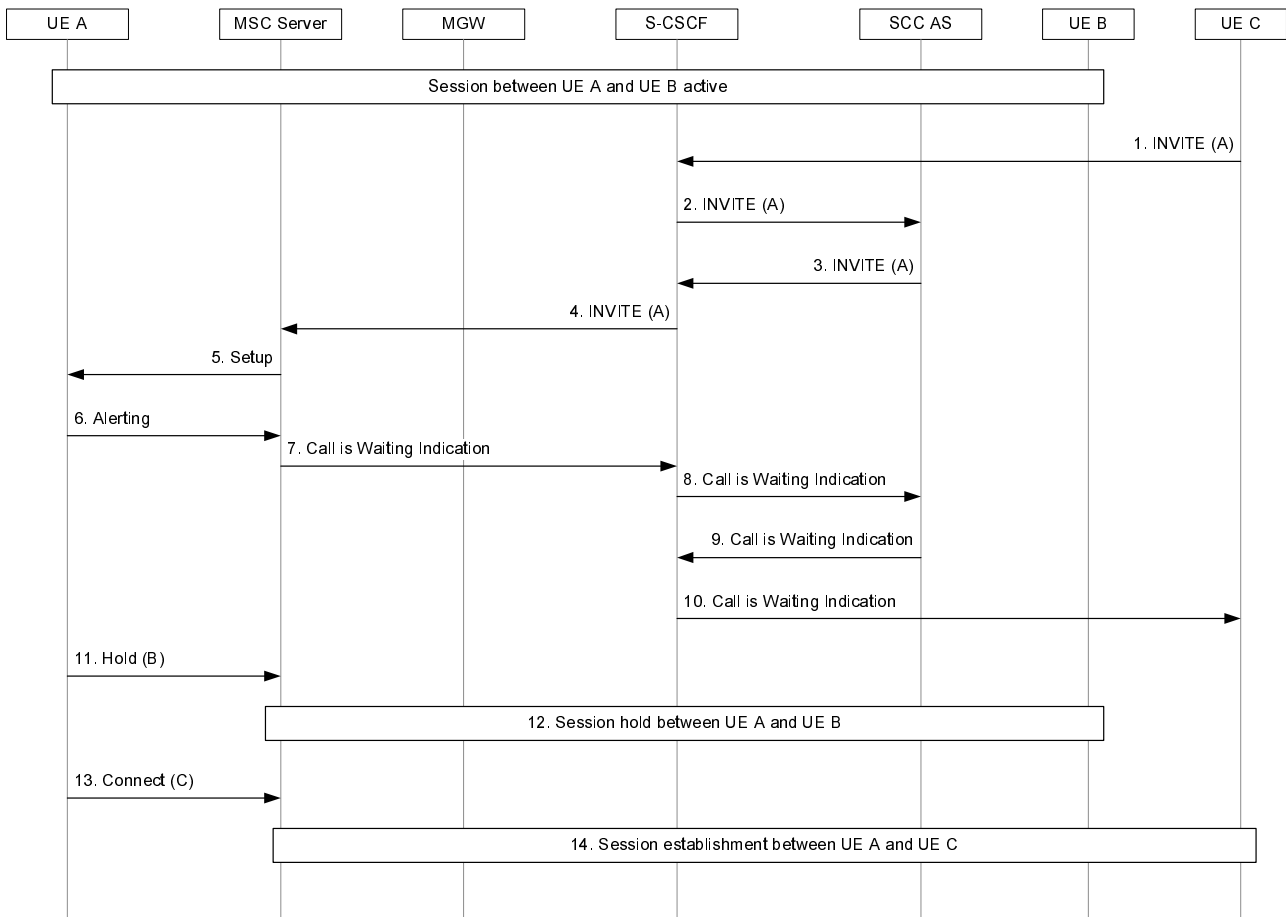 UE A
MSC Server
MGW
S-CSCF
SCC AS
UE B
UE C
Session between UE A and UE B active
1. INVITE (A)
2. INVITE (A)
3. INVITE (A)
4. INVITE (A)
5. Setup
6. Alerting
7. Call is Waiting Indication
8. Call is Waiting Indication
9. Call is Waiting Indication
10. Call is Waiting Indication
11. Hold (B)
12. Session hold between UE A and UE B
13. Connect (C)
14. Session establishment between UE A and UE C